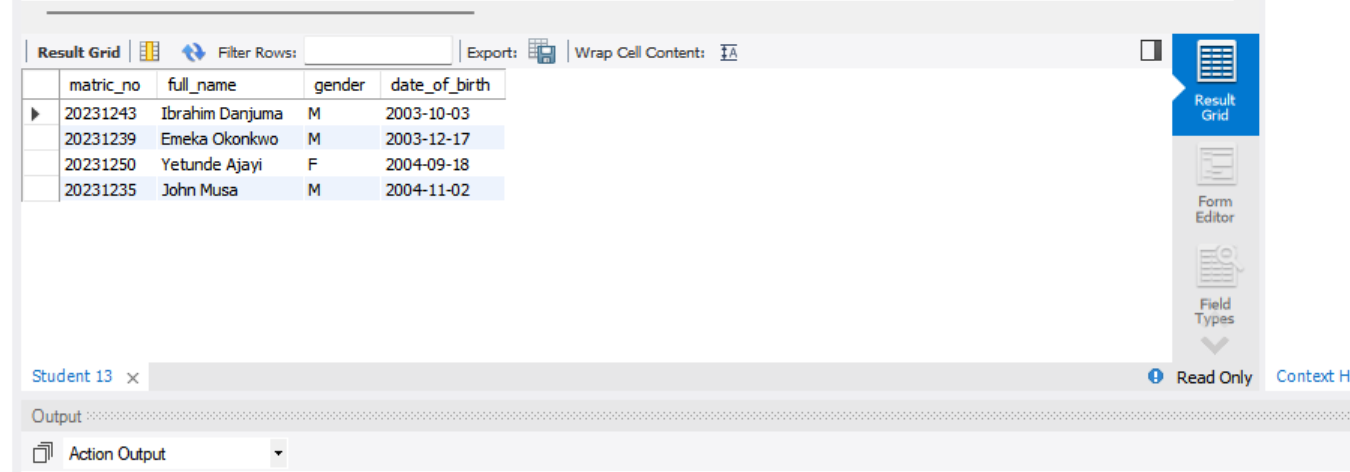 Result Grid Filter Rows: Export: Wrap Cell Content: IA
matric_no full_name gender date_of_birth
20231243 Ibrahim Danjuma M 2003-10-03
20231239 Emeka Okonkwo M 2003-12-17
20231250 Yetunde Ajayi F 2004-09-18
20231235 John Musa M 2004-11-02
Result
Grid
Form
Editor
Field
Types
Student 13 Read Only Context H
Output
Action Output